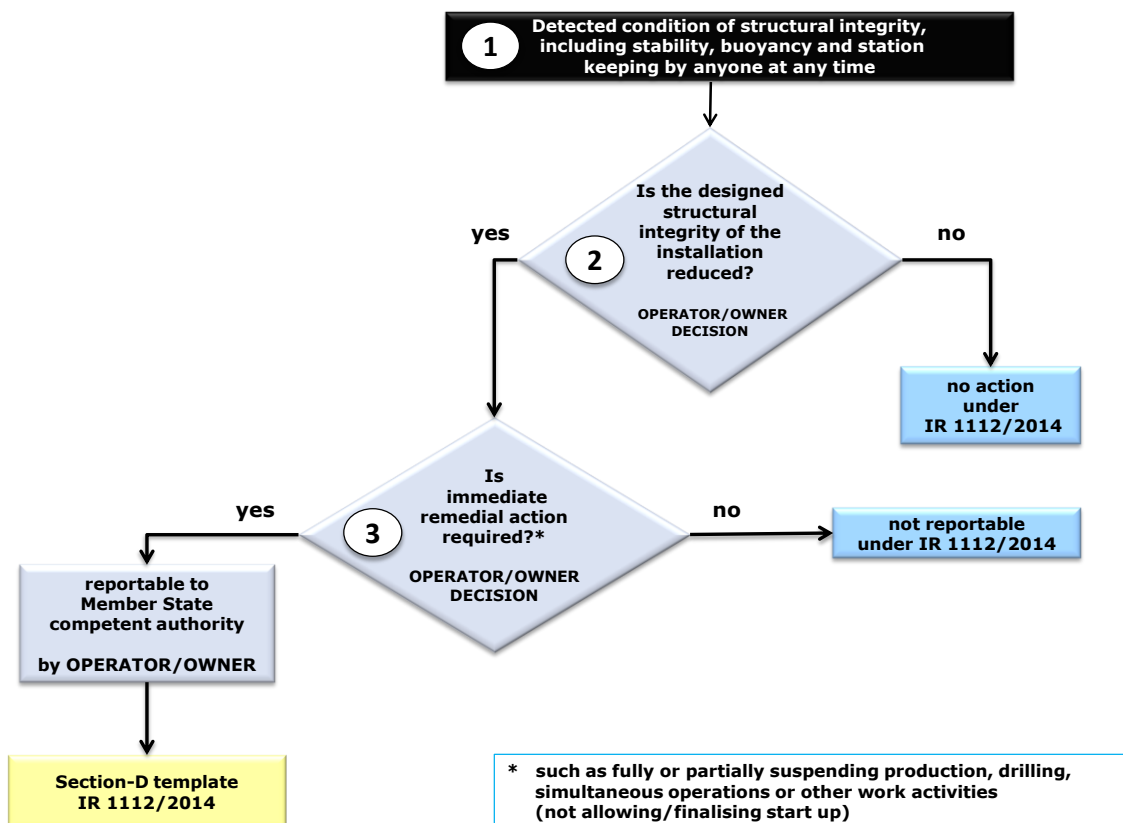 1
Detected condition of structural integrity,
including stability, buoyancy and station
keeping by anyone at any time
Is the designed
structural
integrity of the
installation
reduced?
2
OPERATOR/OWNER
DECISION
yes
no
no action
under
IR 1112/2014
Is
immediate
remedial action
required?*
3
OPERATOR/OWNER
DECISION
yes
no
not reportable
under IR 1112/2014
reportable to
Member State
competent authority
by OPERATOR/OWNER
Section-D template
IR 1112/2014
* such as fully or partially suspending production, drilling,
simultaneous operations or other work activities
(not allowing/finalising start up)